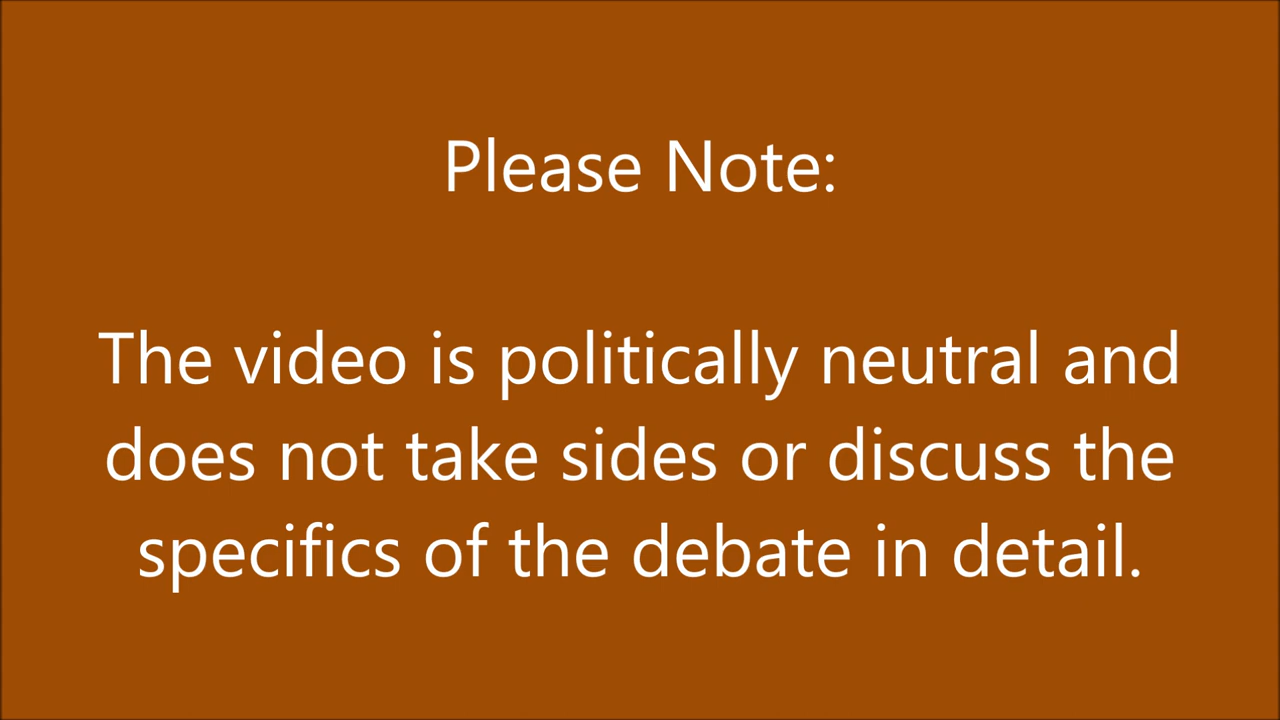 Please Note:
The video is politically neutral and
does not take sides or discuss the
specifics of the debate in detail.